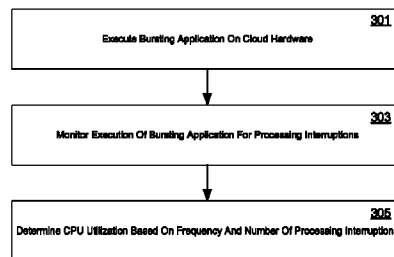 301
Execute Bursting Application On Cloud Hardware
303
Monitor Execution Of Bursting Application For Processing Interruptions
305
Determine CPU Utilization Based On Frequency And Number Of Processing Interruption